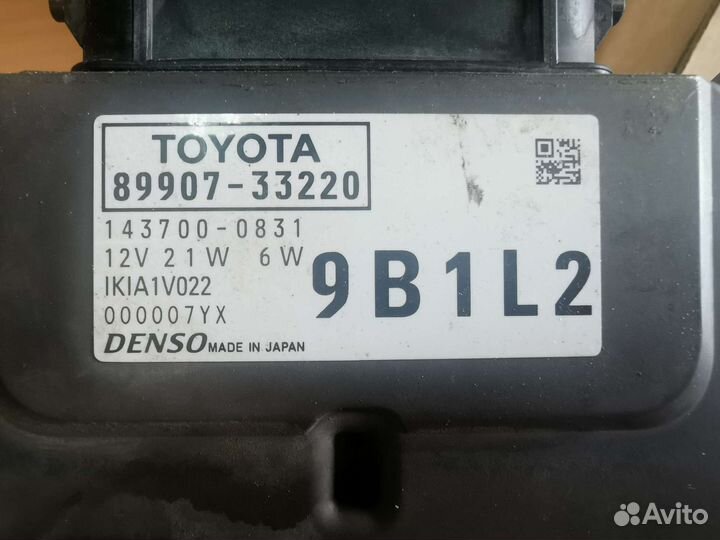 TOYOTA
89907-33220
143700-0831
12V 21W 6W
IKIA1V022
000007YX
9B1L2
DENSO MADE IN JAPAN
Avito